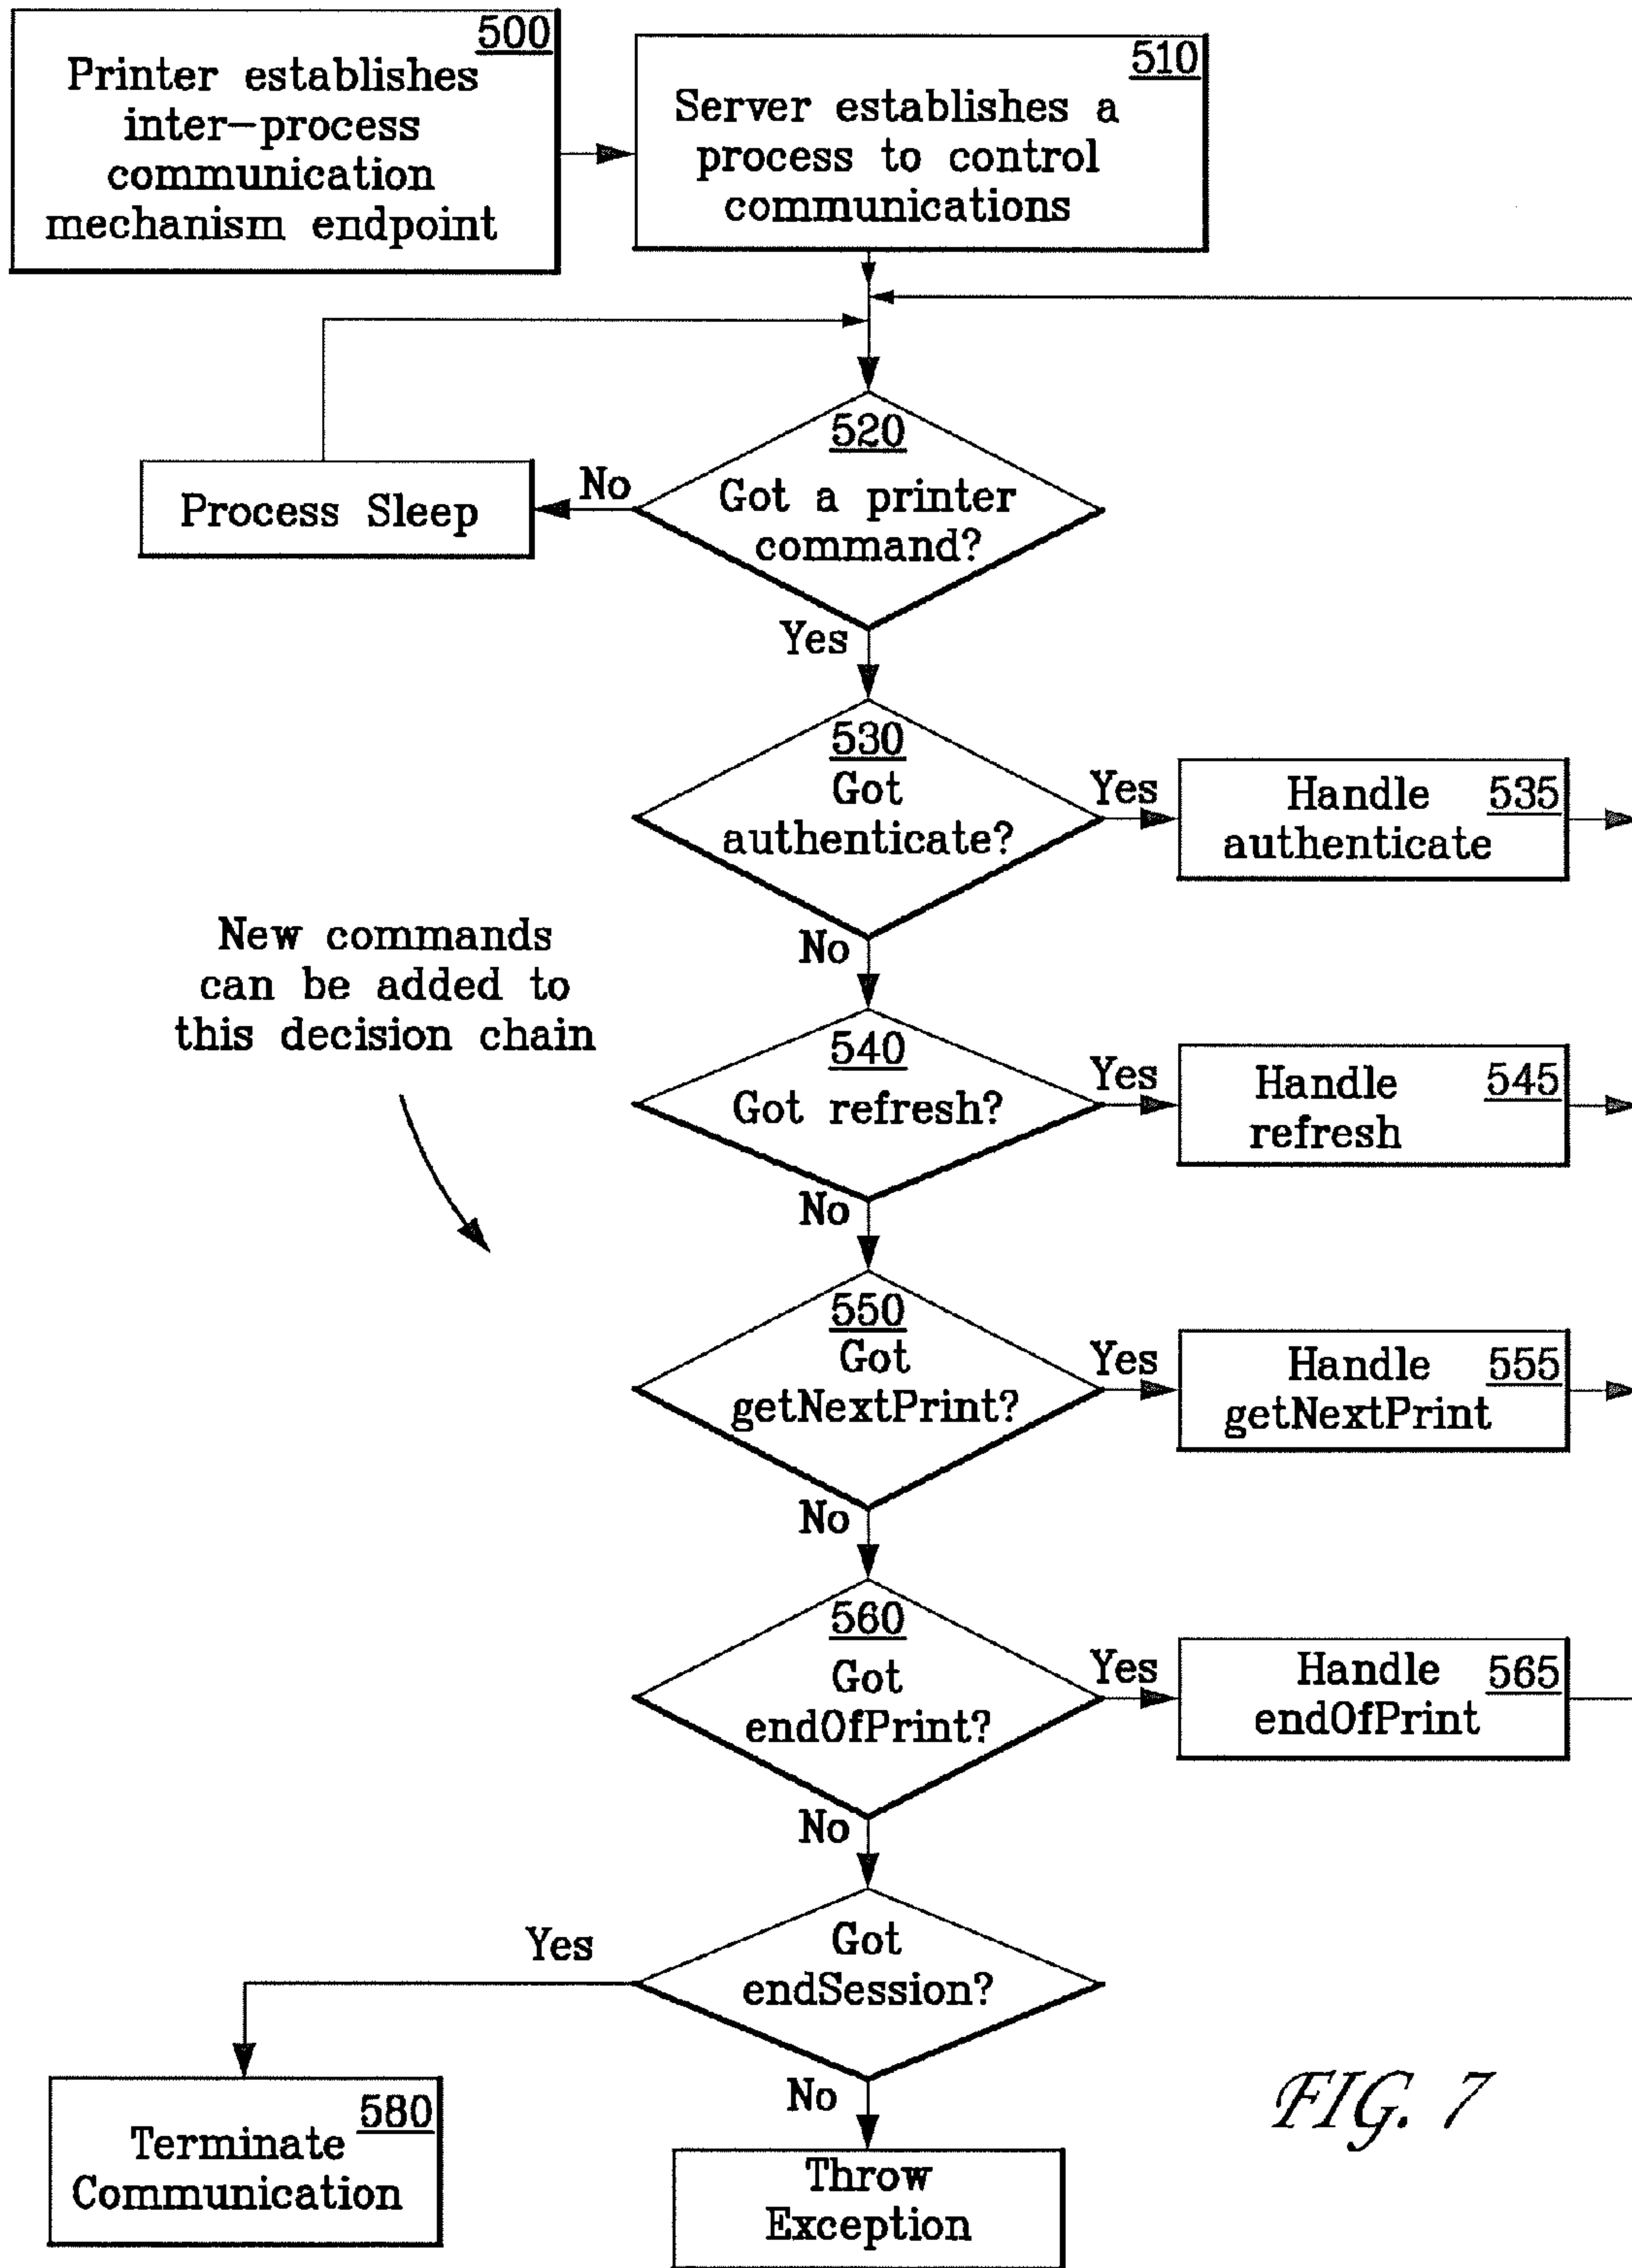 500
Printer establishes
inter-process
communication
mechanism endpoint
510
Server establishes a
process to control
communications
520
Got a printer
command?
No
Process Sleep
Yes
530
Got
authenticate?
Yes
Handle 535
authenticate
No
New commands
can be added to
this decision chain
540
Got refresh?
Yes
Handle 545
refresh
No
550
Got
getNextPrint?
Yes
Handle 555
getNextPrint
No
560
Got
endOfPrint?
Yes
Handle 565
endOfPrint
No
Got
endSession?
Yes
580
Terminate
Communication
No
Throw
Exception
FIG. 7